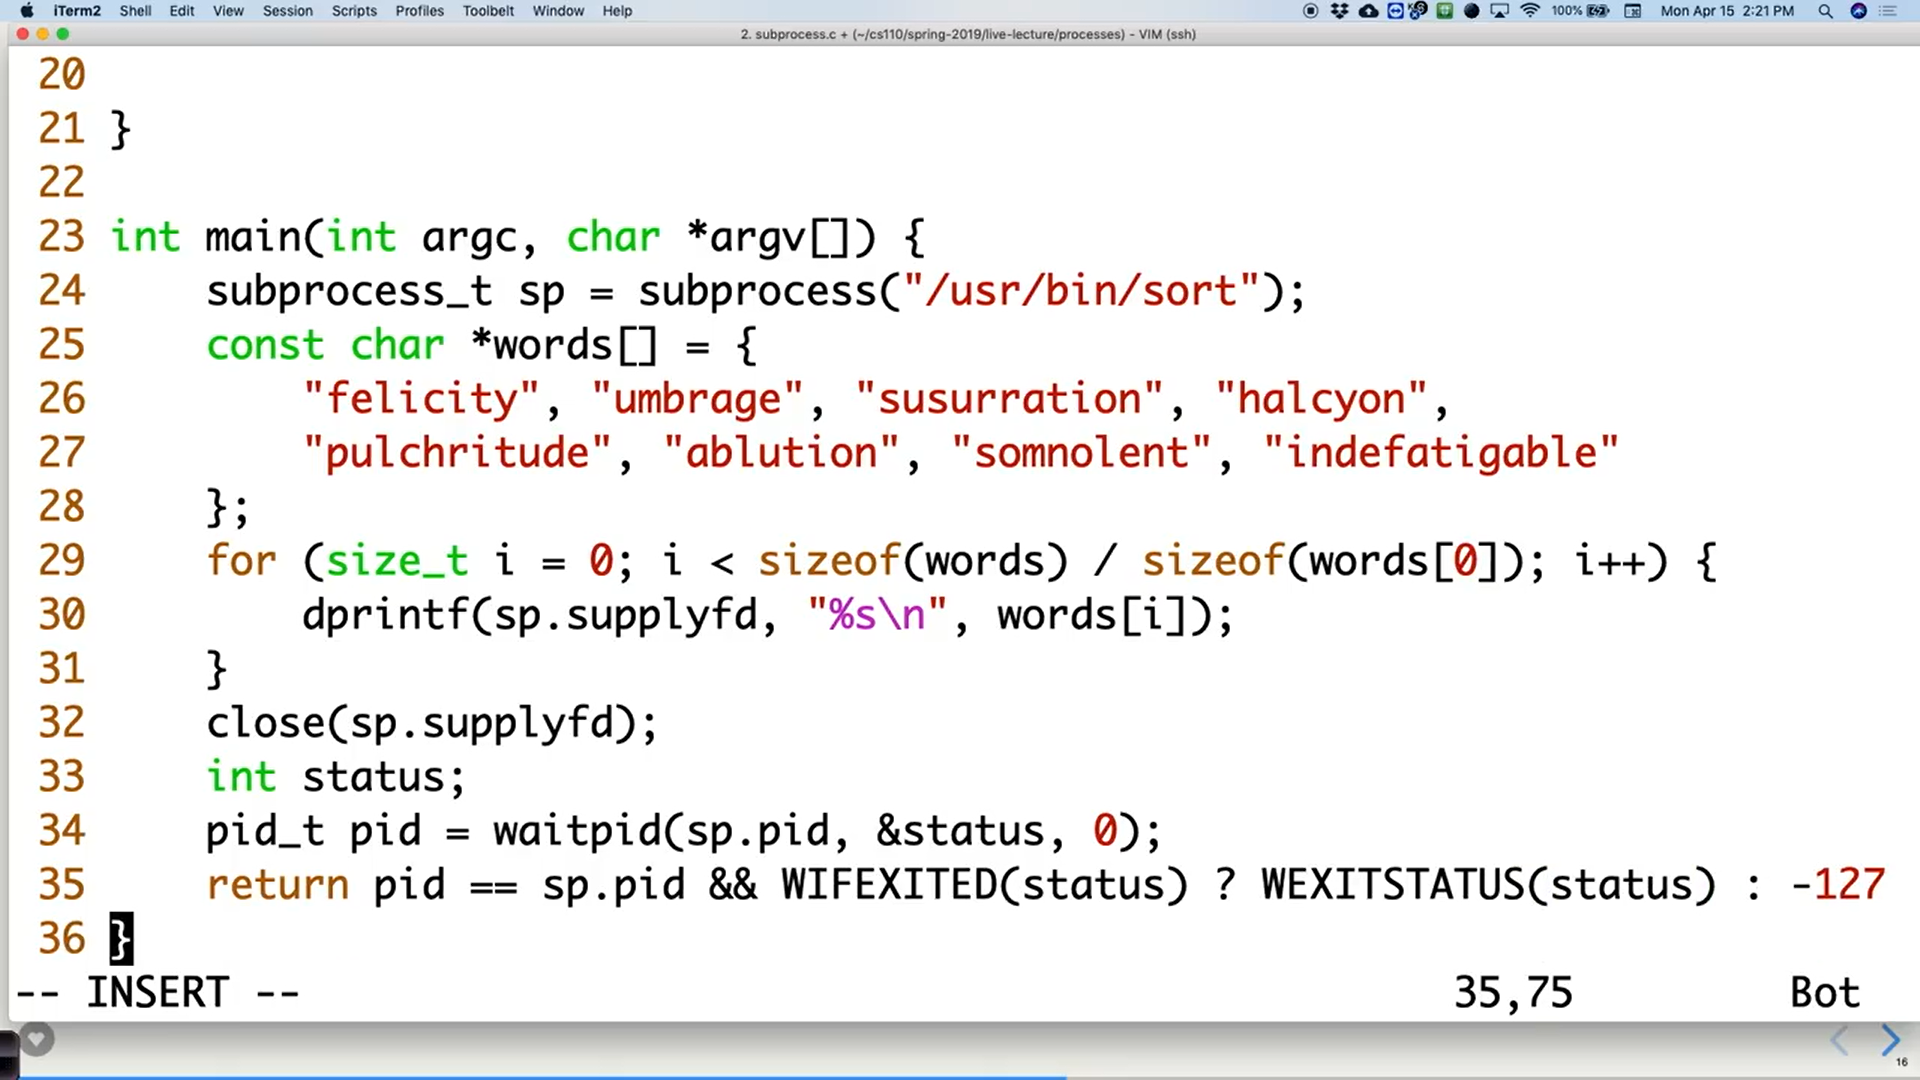 iTerm2 Shell Edit View Session Scripts Profiles Toolbelt Window Help 100% Mon Apr 15 2:21 PM
2. subprocess.c + (~/cs110/spring-2019/live-lecture/processes) - VIM (ssh)
20
21 }
22
23 int main(int argc, char *argv[]) {
24     subprocess_t sp = subprocess("/usr/bin/sort");
25     const char *words[] = {
26         "felicity", "umbrage", "susurration", "halcyon",
27         "pulchritude", "ablution", "somnolent", "indefatigable"
28     };
29     for (size_t i = 0; i < sizeof(words) / sizeof(words[0]); i++) {
30         dprintf(sp.supplyfd, "%s\n", words[i]);
31     }
32     close(sp.supplyfd);
33     int status;
34     pid_t pid = waitpid(sp.pid, &status, 0);
35     return pid == sp.pid && WIFEXITED(status) ? WEXITSTATUS(status) : -127
36 }
-- INSERT -- 35,75 Bot
16